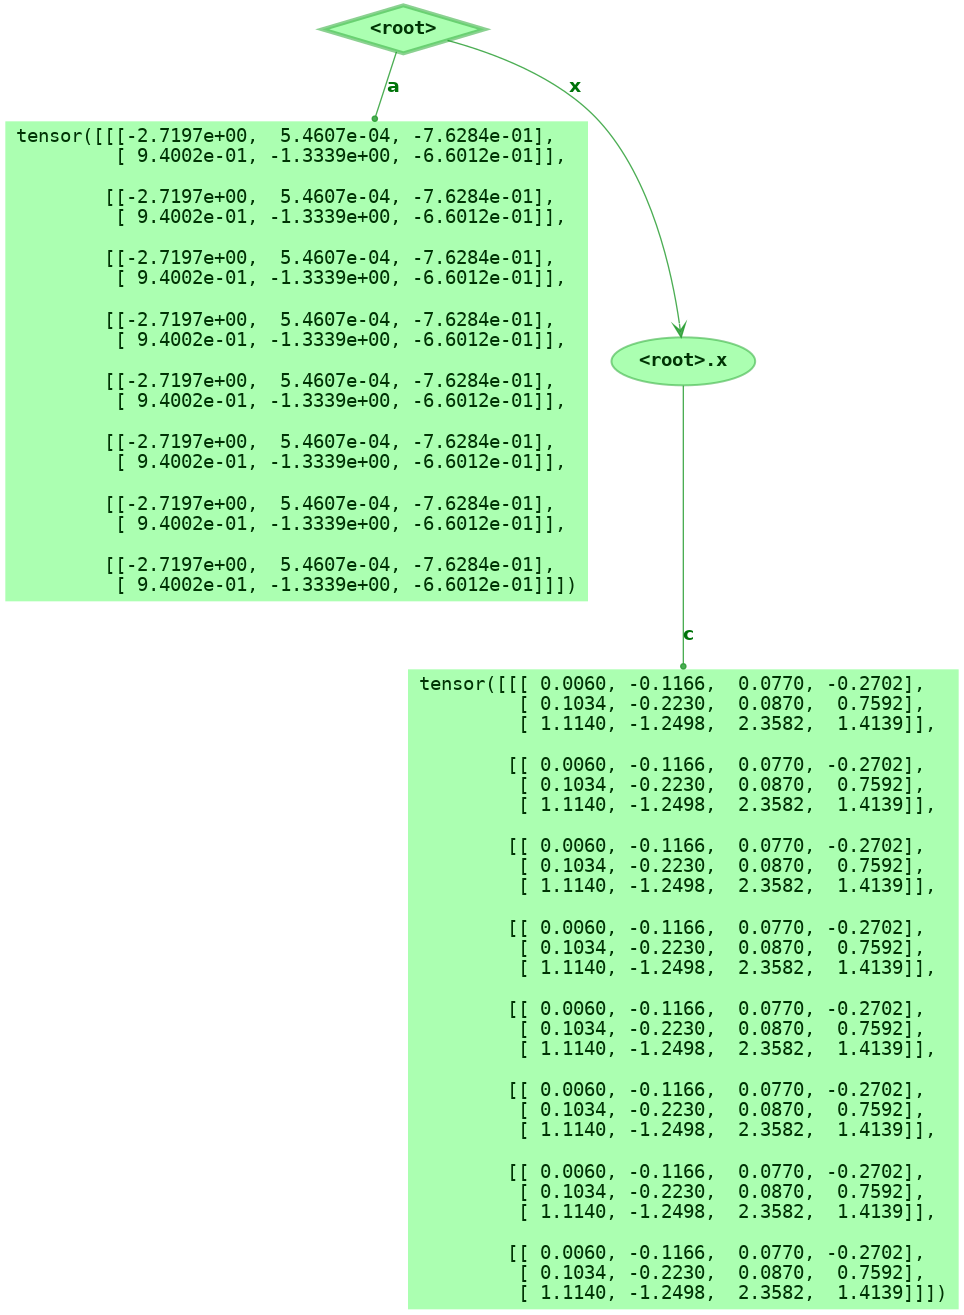 <root>
a
x
tensor([[[-2.7197e+00,  5.4607e-04, -7.6284e-01],
         [ 9.4002e-01, -1.3339e+00, -6.6012e-01]],

        [[-2.7197e+00,  5.4607e-04, -7.6284e-01],
         [ 9.4002e-01, -1.3339e+00, -6.6012e-01]],

        [[-2.7197e+00,  5.4607e-04, -7.6284e-01],
         [ 9.4002e-01, -1.3339e+00, -6.6012e-01]],

        [[-2.7197e+00,  5.4607e-04, -7.6284e-01],
         [ 9.4002e-01, -1.3339e+00, -6.6012e-01]],

        [[-2.7197e+00,  5.4607e-04, -7.6284e-01],
         [ 9.4002e-01, -1.3339e+00, -6.6012e-01]],

        [[-2.7197e+00,  5.4607e-04, -7.6284e-01],
         [ 9.4002e-01, -1.3339e+00, -6.6012e-01]],

        [[-2.7197e+00,  5.4607e-04, -7.6284e-01],
         [ 9.4002e-01, -1.3339e+00, -6.6012e-01]],

        [[-2.7197e+00,  5.4607e-04, -7.6284e-01],
         [ 9.4002e-01, -1.3339e+00, -6.6012e-01]]])
<root>.x
c
tensor([[[ 0.0060, -0.1166,  0.0770, -0.2702],
         [ 0.1034, -0.2230,  0.0870,  0.7592],
         [ 1.1140, -1.2498,  2.3582,  1.4139]],

        [[ 0.0060, -0.1166,  0.0770, -0.2702],
         [ 0.1034, -0.2230,  0.0870,  0.7592],
         [ 1.1140, -1.2498,  2.3582,  1.4139]],

        [[ 0.0060, -0.1166,  0.0770, -0.2702],
         [ 0.1034, -0.2230,  0.0870,  0.7592],
         [ 1.1140, -1.2498,  2.3582,  1.4139]],

        [[ 0.0060, -0.1166,  0.0770, -0.2702],
         [ 0.1034, -0.2230,  0.0870,  0.7592],
         [ 1.1140, -1.2498,  2.3582,  1.4139]],

        [[ 0.0060, -0.1166,  0.0770, -0.2702],
         [ 0.1034, -0.2230,  0.0870,  0.7592],
         [ 1.1140, -1.2498,  2.3582,  1.4139]],

        [[ 0.0060, -0.1166,  0.0770, -0.2702],
         [ 0.1034, -0.2230,  0.0870,  0.7592],
         [ 1.1140, -1.2498,  2.3582,  1.4139]],

        [[ 0.0060, -0.1166,  0.0770, -0.2702],
         [ 0.1034, -0.2230,  0.0870,  0.7592],
         [ 1.1140, -1.2498,  2.3582,  1.4139]],

        [[ 0.0060, -0.1166,  0.0770, -0.2702],
         [ 0.1034, -0.2230,  0.0870,  0.7592],
         [ 1.1140, -1.2498,  2.3582,  1.4139]]])